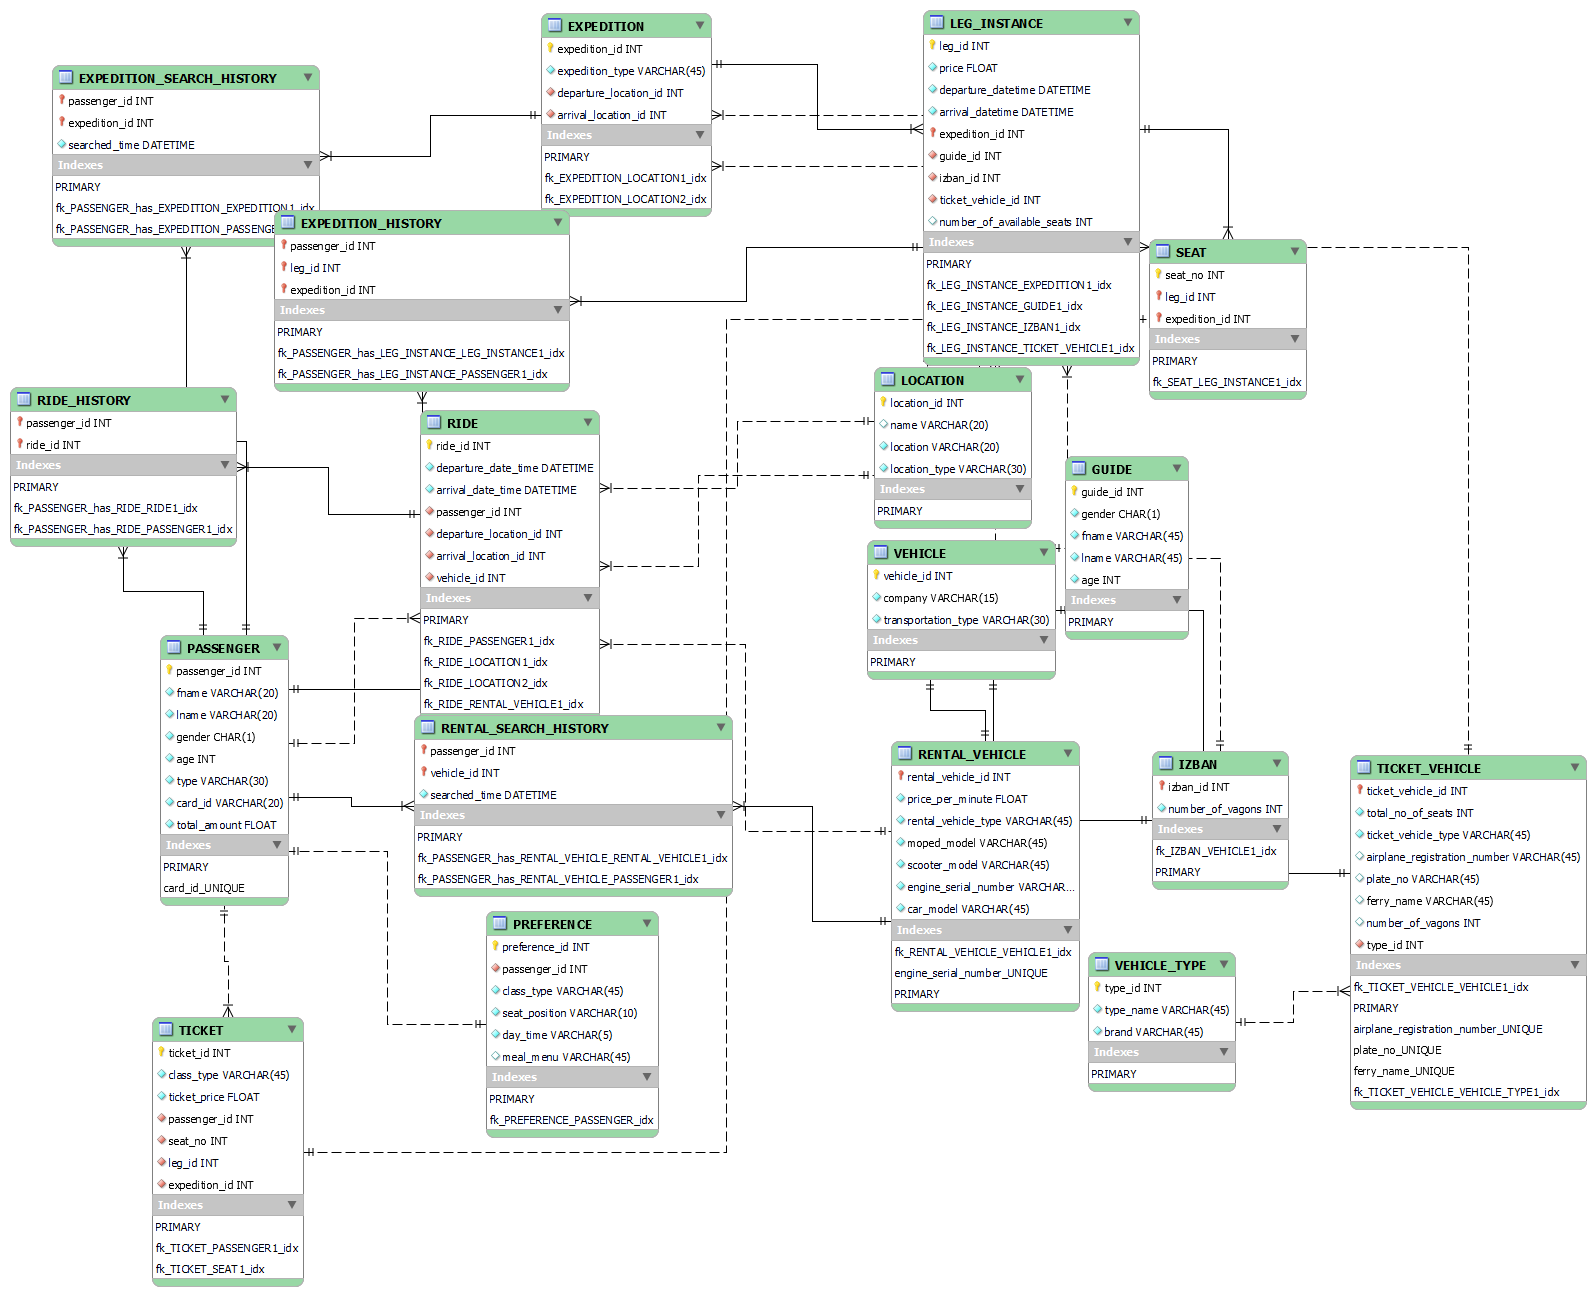 EXPEDITION
expedition_id INT
expedition_type VARCHAR(45)
departure_location_id INT
arrival_location_id INT
Indexes
PRIMARY
fk_EXPEDITION_LOCATION1_idx
fk_EXPEDITION_LOCATION2_idx
LEG_INSTANCE
leg_id INT
price FLOAT
departure_datetime DATETIME
arrival_datetime DATETIME
expedition_id INT
guide_id INT
izban_id INT
ticket_vehicle_id INT
number_of_available_seats INT
Indexes
PRIMARY
fk_LEG_INSTANCE_EXPEDITION1_idx
fk_LEG_INSTANCE_GUIDE1_idx
fk_LEG_INSTANCE_IZBAN1_idx
fk_LEG_INSTANCE_TICKET_VEHICLE1_idx
EXPEDITION_SEARCH_HISTORY
passenger_id INT
expedition_id INT
searched_time DATETIME
Indexes
PRIMARY
fk_PASSENGER_has_EXPEDITION_EXPEDITION1_idx
fk_PASSENGER_has_EXPEDITION_PASSENGE
EXPEDITION_HISTORY
passenger_id INT
leg_id INT
expedition_id INT
Indexes
PRIMARY
fk_PASSENGER_has_LEG_INSTANCE_LEG_INSTANCE1_idx
fk_PASSENGER_has_LEG_INSTANCE_PASSENGER1_idx
SEAT
seat_no INT
leg_id INT
expedition_id INT
Indexes
PRIMARY
fk_SEAT_LEG_INSTANCE1_idx
RIDE_HISTORY
passenger_id INT
ride_id INT
Indexes
PRIMARY
fk_PASSENGER_has_RIDE_RIDE1_idx
fk_PASSENGER_has_RIDE_PASSENGER1_idx
RIDE
ride_id INT
departure_date_time DATETIME
arrival_date_time DATETIME
passenger_id INT
departure_location_id INT
arrival_location_id INT
vehicle_id INT
Indexes
PRIMARY
fk_RIDE_PASSENGER1_idx
fk_RIDE_LOCATION1_idx
fk_RIDE_LOCATION2_idx
fk_RIDE_RENTAL_VEHICLE1_idx
LOCATION
location_id INT
name VARCHAR(20)
location VARCHAR(20)
location_type VARCHAR(30)
Indexes
PRIMARY
GUIDE
guide_id INT
gender CHAR(1)
fname VARCHAR(45)
lname VARCHAR(45)
age INT
Indexes
PRIMARY
VEHICLE
vehicle_id INT
company VARCHAR(15)
transportation_type VARCHAR(30)
Indexes
PRIMARY
PASSENGER
passenger_id INT
fname VARCHAR(20)
lname VARCHAR(20)
gender CHAR(1)
age INT
type VARCHAR(30)
card_id VARCHAR(20)
total_amount FLOAT
Indexes
PRIMARY
card_id_UNIQUE
RENTAL_SEARCH_HISTORY
passenger_id INT
vehicle_id INT
searched_time DATETIME
Indexes
PRIMARY
fk_PASSENGER_has_RENTAL_VEHICLE_RENTAL_VEHICLE1_idx
fk_PASSENGER_has_RENTAL_VEHICLE_PASSENGER1_idx
RENTAL_VEHICLE
rental_vehicle_id INT
price_per_minute FLOAT
rental_vehicle_type VARCHAR(45)
moped_model VARCHAR(45)
scooter_model VARCHAR(45)
engine_serial_number VARCHAR...
car_model VARCHAR(45)
Indexes
fk_RENTAL_VEHICLE_VEHICLE1_idx
engine_serial_number_UNIQUE
PRIMARY
IZBAN
izban_id INT
number_of_vagons INT
Indexes
fk_IZBAN_VEHICLE1_idx
PRIMARY
TICKET_VEHICLE
ticket_vehicle_id INT
total_no_of_seats INT
ticket_vehicle_type VARCHAR(45)
airplane_registration_number VARCHAR(45)
plate_no VARCHAR(45)
ferry_name VARCHAR(45)
number_of_vagons INT
type_id INT
Indexes
fk_TICKET_VEHICLE_VEHICLE1_idx
PRIMARY
airplane_registration_number_UNIQUE
plate_no_UNIQUE
ferry_name_UNIQUE
fk_TICKET_VEHICLE_VEHICLE_TYPE1_idx
PREFERENCE
preference_id INT
passenger_id INT
class_type VARCHAR(45)
seat_position VARCHAR(10)
day_time VARCHAR(5)
meal_menu VARCHAR(45)
Indexes
PRIMARY
fk_PREFERENCE_PASSENGER_idx
VEHICLE_TYPE
type_id INT
type_name VARCHAR(45)
brand VARCHAR(45)
Indexes
PRIMARY
TICKET
ticket_id INT
class_type VARCHAR(45)
ticket_price FLOAT
passenger_id INT
seat_no INT
leg_id INT
expedition_id INT
Indexes
PRIMARY
fk_TICKET_PASSENGER1_idx
fk_TICKET_SEAT1_idx